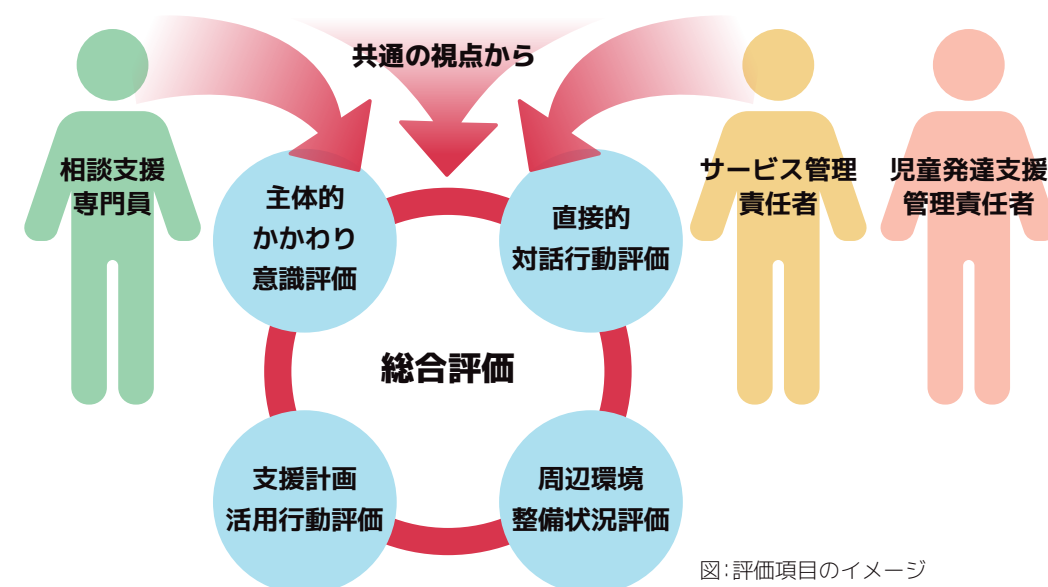 共通の視点から
相談支援
専門員
サービス管理
責任者
児童発達支援
管理責任者
主体的
かかわり
意識評価
直接的
対話行動評価
総合評価
支援計画
活用行動評価
周辺環境
整備状況評価
図:評価項目のイメージ